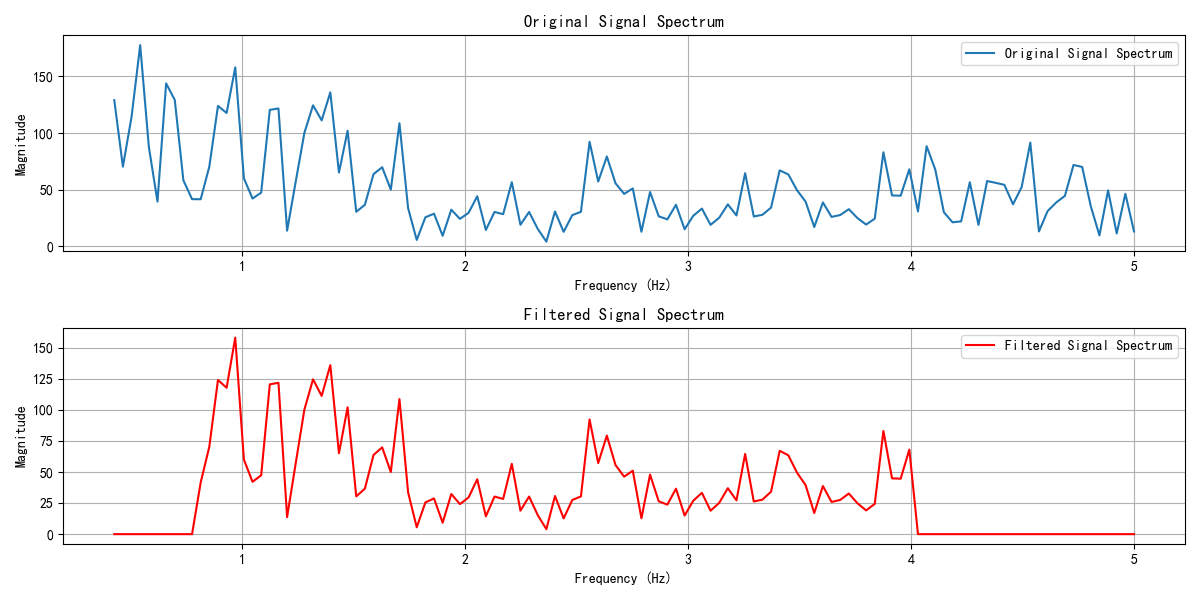 Original Signal Spectrum
Original Signal Spectrum
150
100
50
0
Magnitude
1 2 3 4 5
Frequency (Hz)
Filtered Signal Spectrum
Filtered Signal Spectrum
150
125
100
75
50
25
0
Magnitude
1 2 3 4 5
Frequency (Hz)